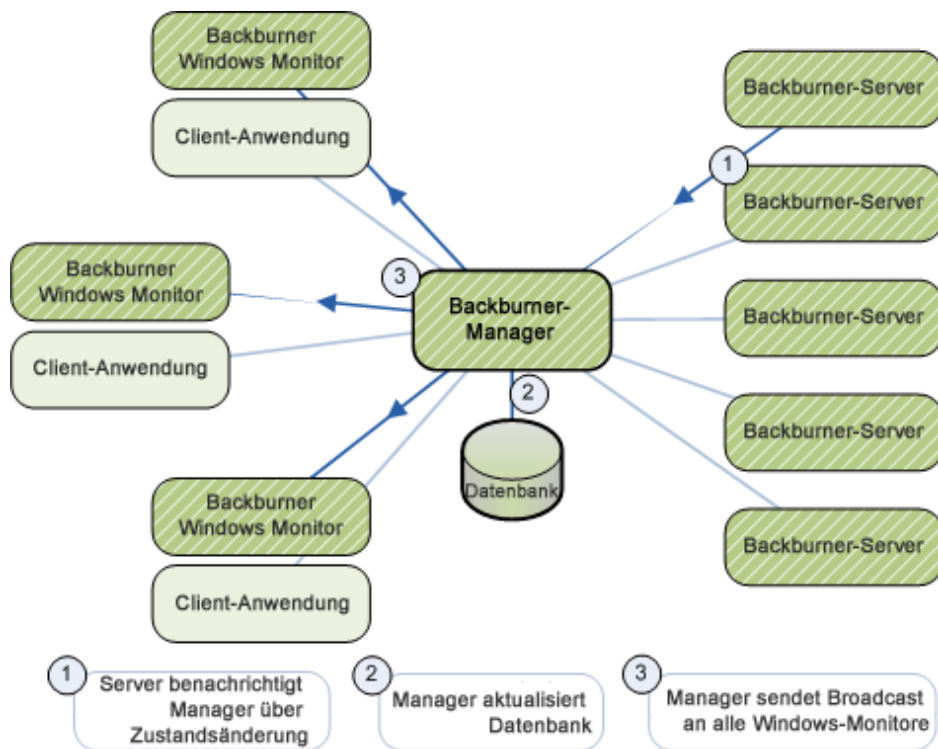 Backburner
Windows Monitor
Client-Anwendung
Backburner-Server
1
Backburner-Server
Backburner
Windows Monitor
Client-Anwendung
3
Backburner-
Manager
Backburner-Server
2
Datenbank
Backburner-Server
Backburner
Windows Monitor
Client-Anwendung
Backburner-Server
1
Server benachrichtigt
Manager über
Zustandsänderung
2
Manager aktualisiert
Datenbank
3
Manager sendet Broadcast
an alle Windows-Monitore